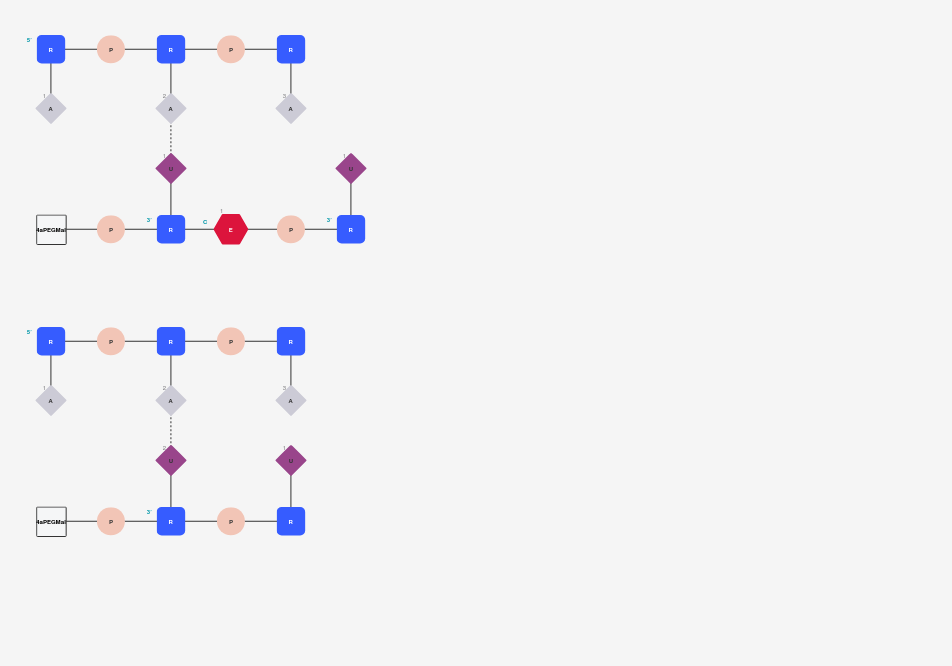 5' R P R P R
1 A 2 A 3 A
1 U 1 U
4aPEGMal P 3' R C 1 E P 3' R
5' R P R P R
1 A 2 A 3 A
2 U 1 U
4aPEGMal P 3' R P R